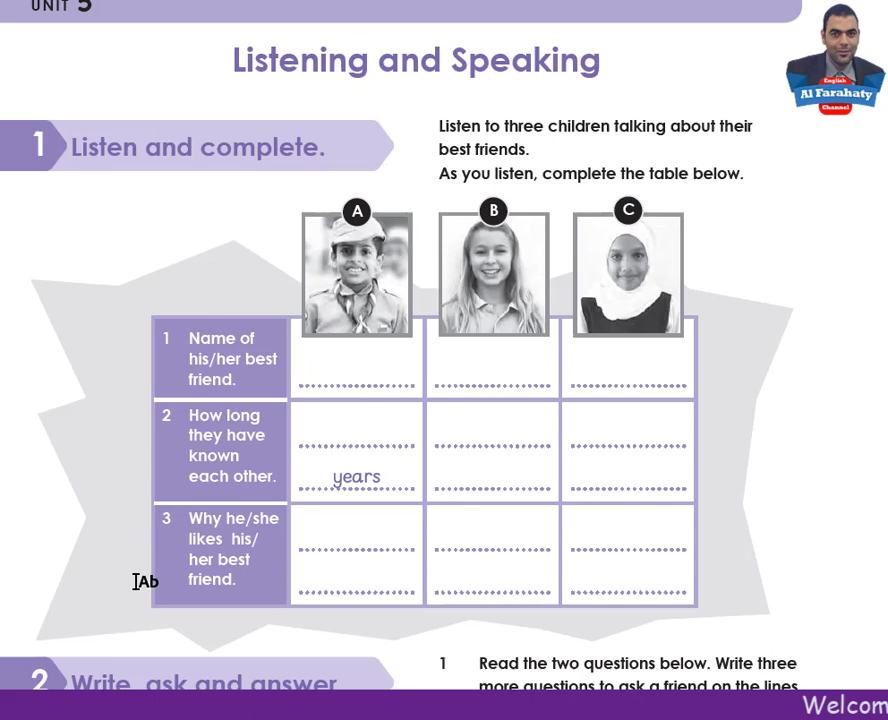 UNIT 5
Listening and Speaking
English
Al Farahaty
Channel
1 Listen and complete.
Listen to three children talking about their
best friends.
As you listen, complete the table below.
A B C
1 Name of
his/her best
friend.
2 How long
they have
known
each other.
years
3 Why he/she
likes his/
her best
friend.
Ab
2 Write, ask and answer
1 Read the two questions below. Write three
more questions to ask a friend on the lines
Welcom